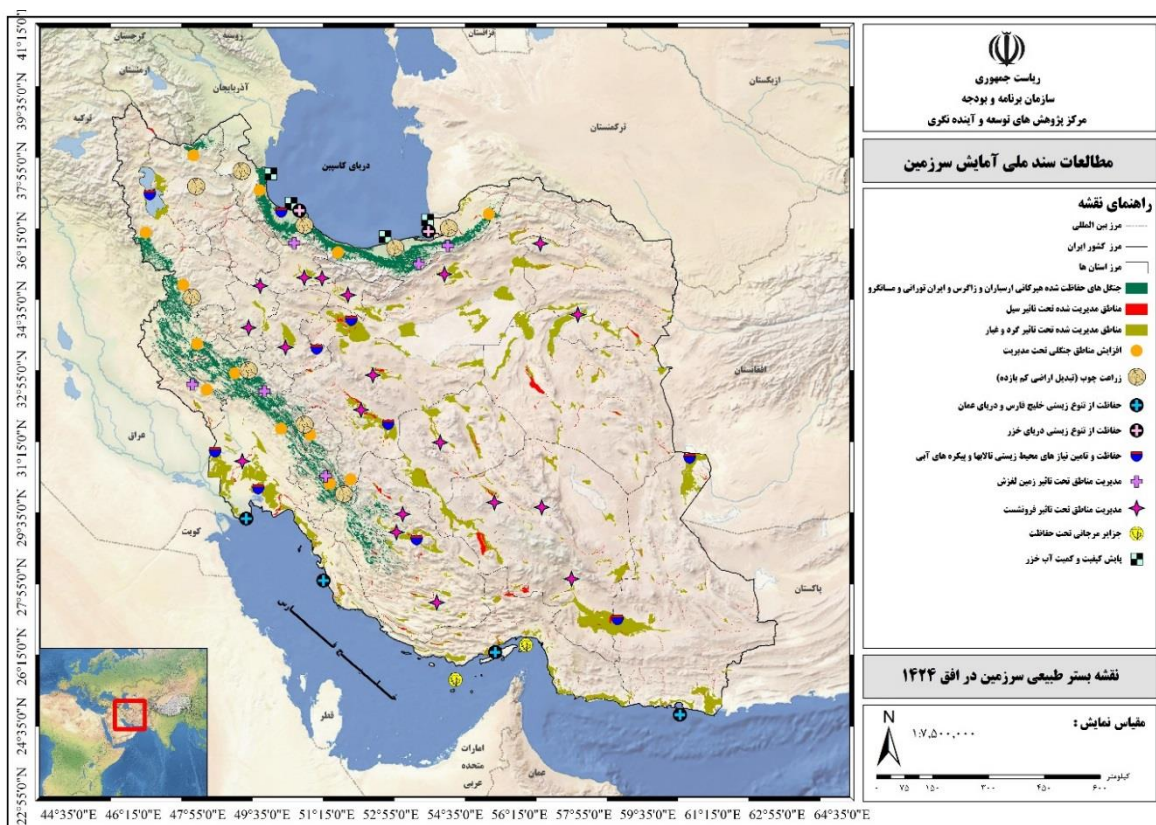 ریاست جمهوری
سازمان برنامه و بودجه
مرکز پژوهش های توسعه و آینده نگری
مطالعات سند ملی آمایش سرزمین
راهنمای نقشه
مرز بین المللی
مرز کشور ایران
مرز استان ها
جنگل های حفاظت شده هیرکانی ارسباران و زاگرس و ایران تورانی و مسانگرو
مناطق مدیریت شده تحت تاثیر سیل
مناطق مدیریت شده تحت تاثیر گرد و غبار
افزایش مناطق جنگلی تحت مدیریت
زراعت چوب (تبدیل اراضی کم بازده)
حفاظت از تنوع زیستی خلیج فارس و دریای عمان
حفاظت از تنوع زیستی دریای خزر
حفاظت و تامین نیاز های محیط زیستی تالابها و پیکره های آبی
مدیریت مناطق تحت تاثیر زمین لغزش
مدیریت مناطق تحت تاثیر فرونشست
جزایر مرجانی تحت حفاظت
پایش کیفیت و کمیت آب خزر
نقشه بستر طبیعی سرزمین در افق ۱۴۲۴
مقیاس نمایش :
N
۱:۷,۵۰۰,۰۰۰
کیلومتر
۰ ۷۵ ۱۵۰ ۳۰۰ ۴۵۰ ۶۰۰
گرجستان
روسیه
قزاقستان
ازبکستان
ارمنستان
آذربایجان
ترکیه
ترکمنستان
دریای کاسپین
افغانستان
عراق
کویت
پاکستان
خلیج فارس
قطر
امارات
متحده
عربی
عمان
41°15'0"N
39°35'0"N
37°55'0"N
36°15'0"N
34°35'0"N
32°55'0"N
31°15'0"N
29°35'0"N
27°55'0"N
26°15'0"N
24°35'0"N
22°55'0"N
44°35'0"E 46°15'0"E 47°55'0"E 49°35'0"E 51°15'0"E 52°55'0"E 54°35'0"E 56°15'0"E 57°55'0"E 59°35'0"E 61°15'0"E 62°55'0"E 64°35'0"E